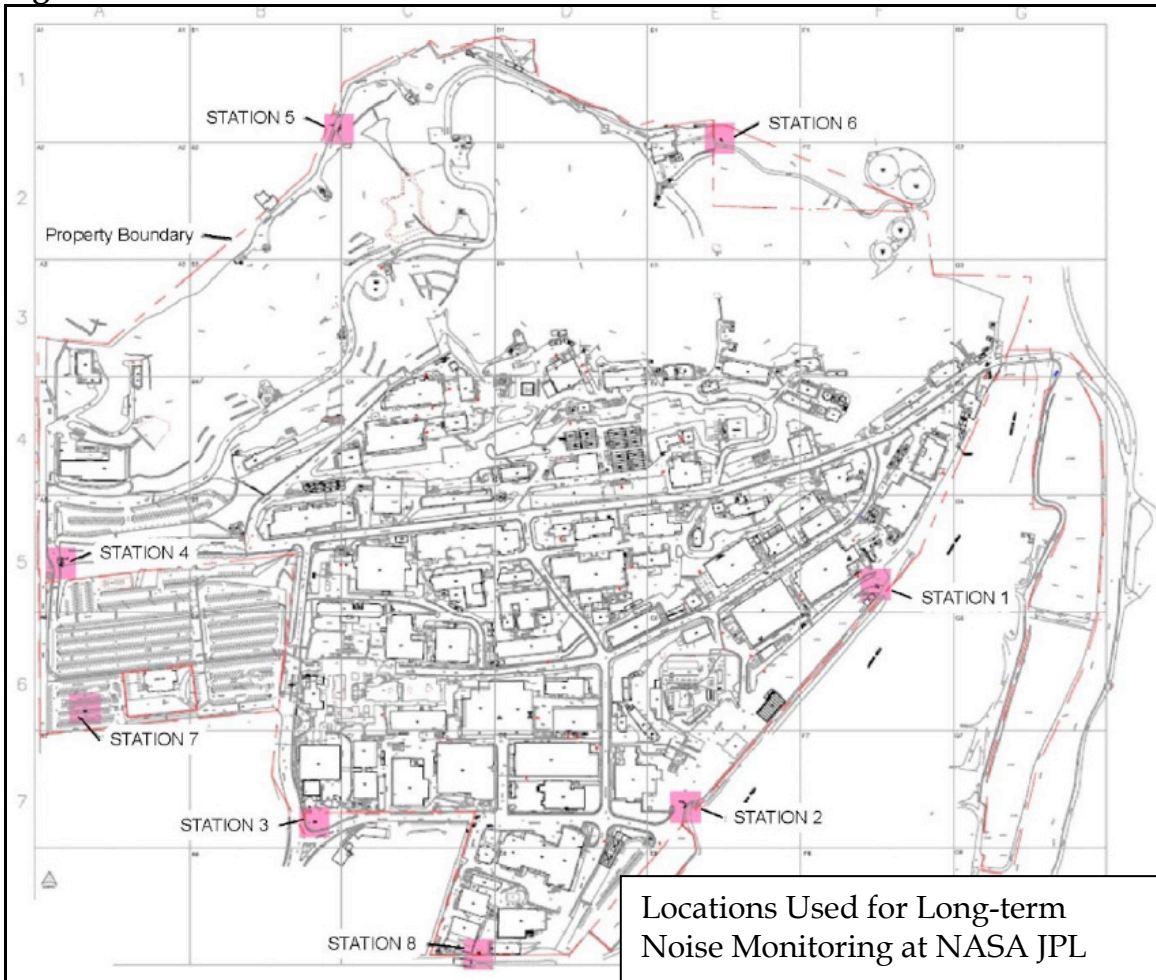 A B C D E F G
1
STATION 5
STATION 6
2
Property Boundary
3
4
5
STATION 4
STATION 1
6
STATION 7
7
STATION 3
STATION 2
STATION 8
Locations Used for Long-term
Noise Monitoring at NASA JPL